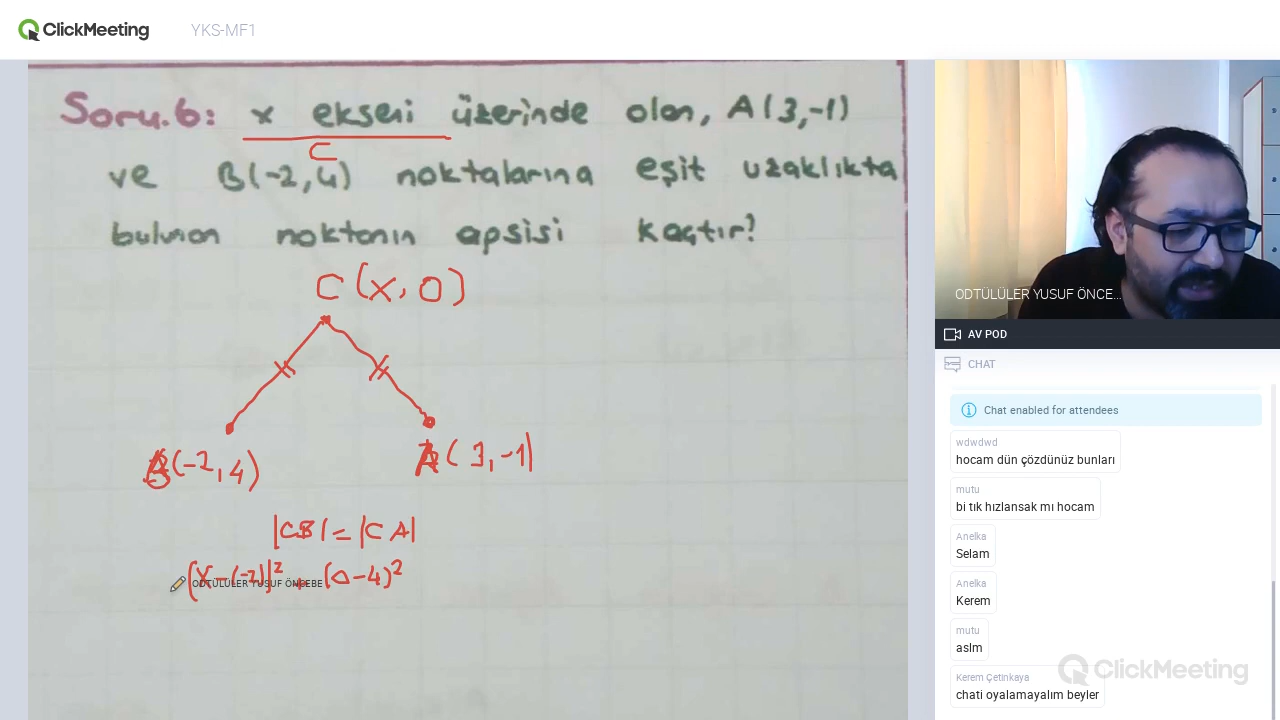 ClickMeeting YKS-MF1
Soru.6: x ekseni üzerinde olan, A(3,-1)
C
ve B(-2,4) noktalarına eşit uzaklıkta
bulunan noktanın apsisi kaçtır?
C(x,0)
B(-2,4) A(3,-1)
|CB|=|CA|
(x-(-2))²+(0-4)²
ODTÜLÜLER YUSUF ÖNCEBE
ODTÜLÜLER YUSUF ÖNCE...
AV POD
CHAT
Chat enabled for attendees
wdwdwd
hocam dün çözdünüz bunları
mutu
bi tık hızlansak mı hocam
Anelka
Selam
Anelka
Kerem
mutu
aslm
Kerem Çetinkaya
chati oyalamayalım beyler
ClickMeeting